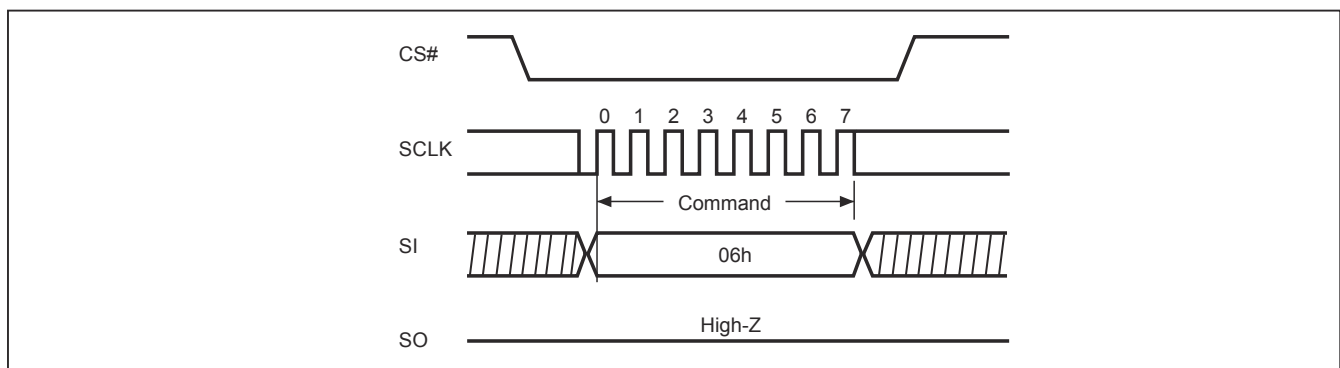 CS#
0 1 2 3 4 5 6 7
SCLK
Command
SI
06h
High-Z
SO